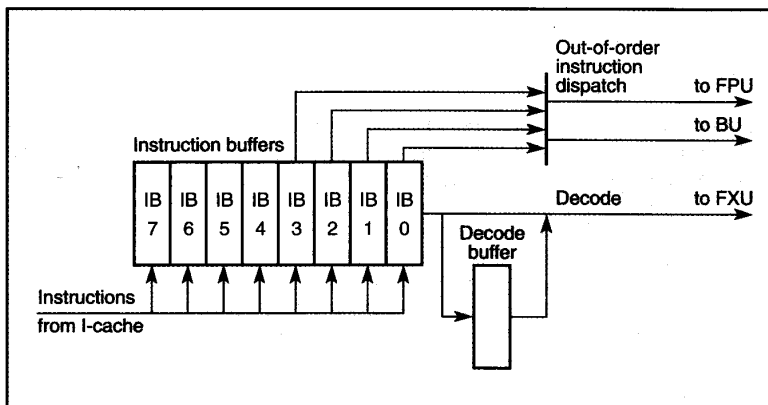 Out-of-order
instruction
dispatch
to FPU
to BU
Instruction buffers
IB 7
IB 6
IB 5
IB 4
IB 3
IB 2
IB 1
IB 0
Decode
to FXU
Decode
buffer
Instructions
from I-cache